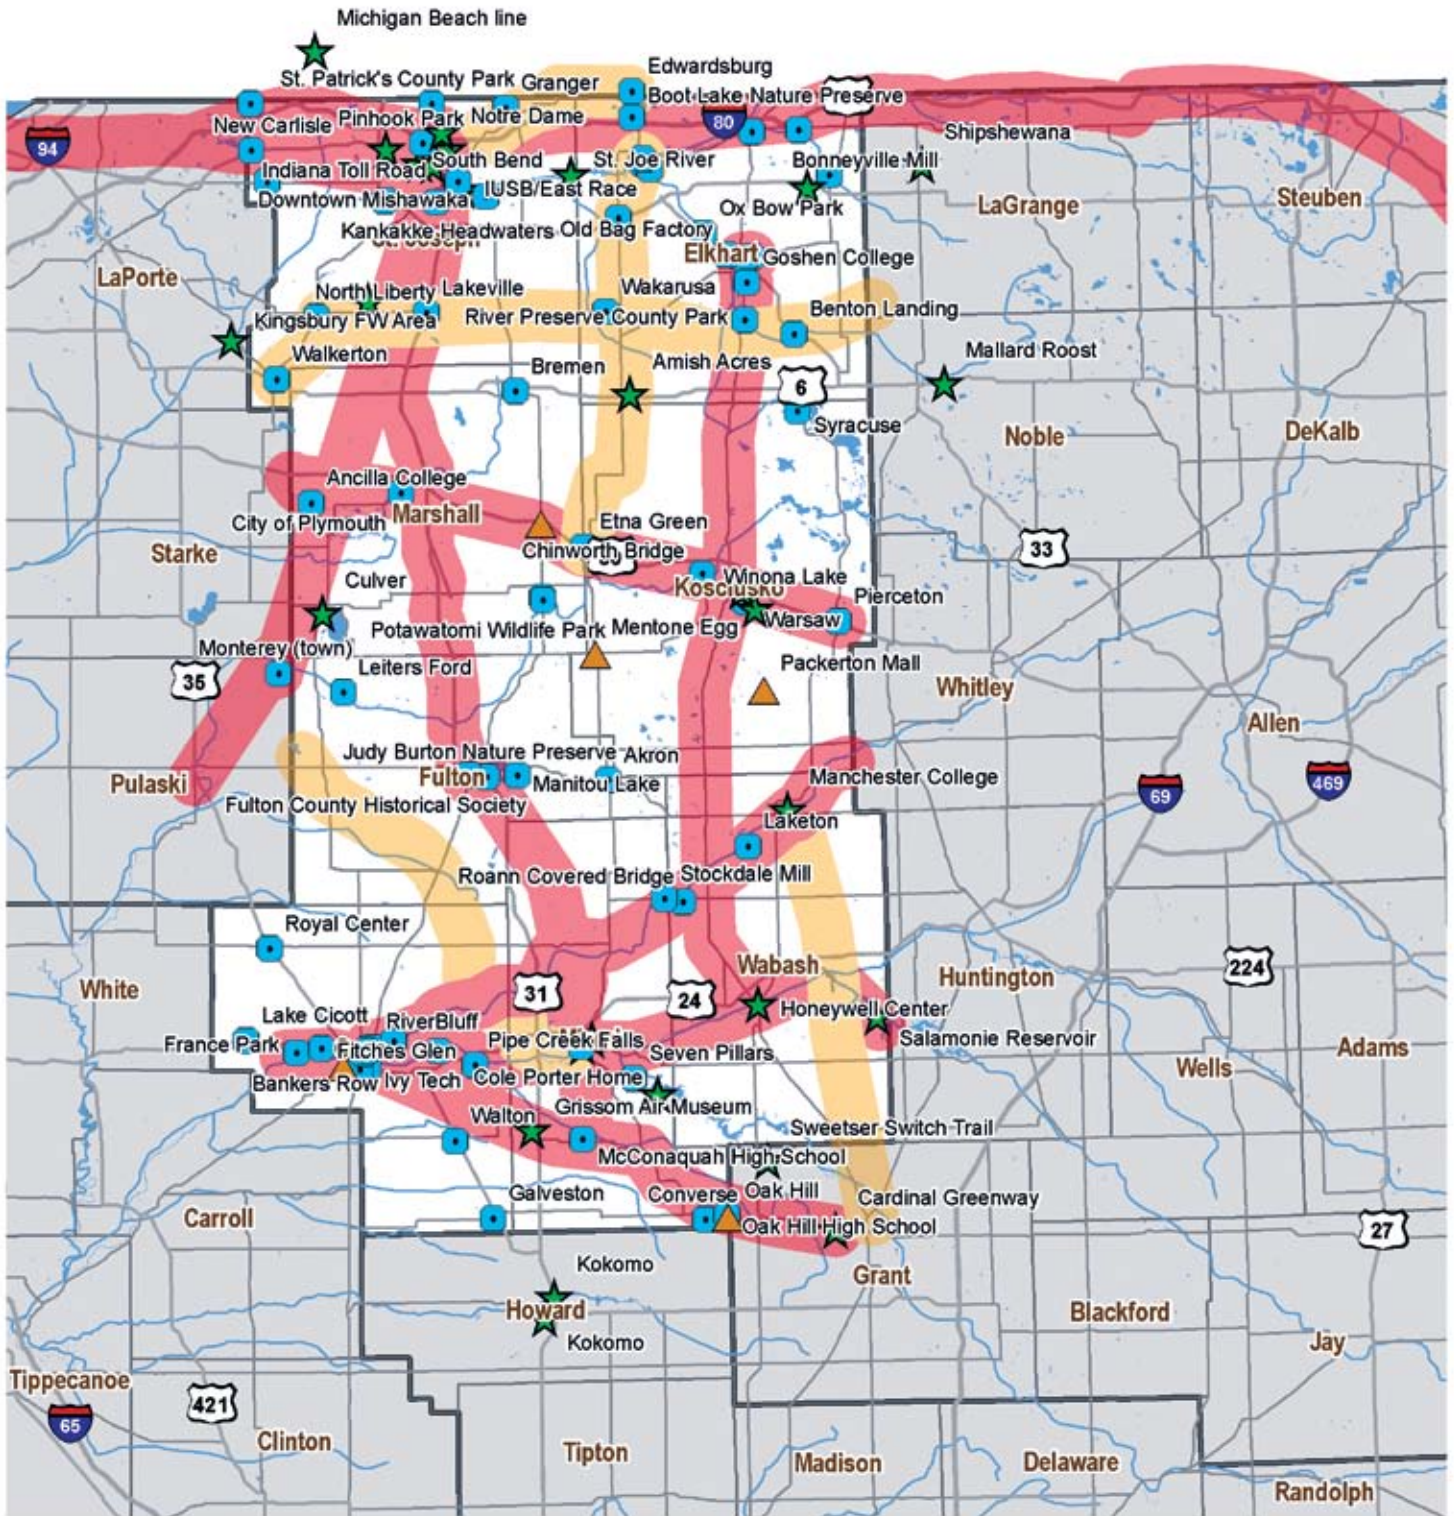 Michigan Beach line
Edwardsburg
St. Patrick's County Park
Granger
Boot Lake Nature Preserve
New Carlisle
Pinhook Park
Notre Dame
80
Shipshewana
94
Indiana Toll Road
South Bend
St. Joe River
Bonneyville Mill
Downtown Mishawaka
IUSB/East Race
Ox Bow Park
LaGrange
Steuben
Kankakke Headwaters
Old Bag Factory
St. Joseph
Elkhart
Goshen College
LaPorte
North Liberty
Lakeville
Wakarusa
Kingsbury FW Area
River Preserve County Park
Benton Landing
Walkerton
Bremen
Amish Acres
Mallard Roost
6
Syracuse
Noble
DeKalb
Ancilla College
City of Plymouth
Marshall
Etna Green
Starke
Chinworth Bridge
33
Culver
Winona Lake
Kosciusko
Pierceton
Potawatomi Wildlife Park
Mentone Egg
Warsaw
Monterey (town)
Leiters Ford
Packerton Mall
35
Whitley
Allen
Judy Burton Nature Preserve
Akron
Pulaski
Fulton
Manitou Lake
Manchester College
469
69
Fulton County Historical Society
Laketon
Roann Covered Bridge
Stockdale Mill
Royal Center
Wabash
224
White
31
24
Huntington
Lake Cicott
RiverBluff
Honeywell Center
France Park
Fitches Glen
Pipe Creek Falls
Seven Pillars
Salamonie Reservoir
Adams
Bankers Row
Ivy Tech
Cole Porter Home
Wells
Walton
Grissom Air Museum
Sweetser Switch Trail
McConaquah High School
Galveston
Converse
Oak Hill
Cardinal Greenway
Carroll
Oak Hill High School
27
Kokomo
Grant
Howard
Blackford
Kokomo
Jay
Tippecanoe
421
65
Clinton
Tipton
Madison
Delaware
Randolph